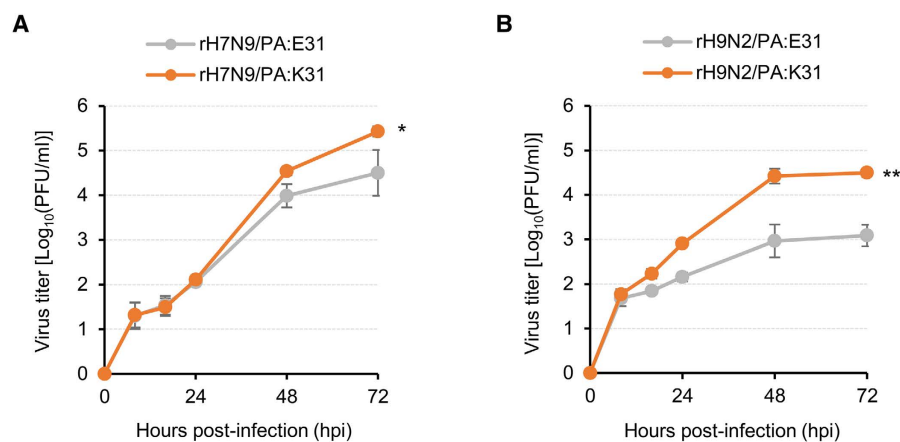 A
rH7N9/PA:E31
rH7N9/PA:K31
Virus titer [Log10(PFU/ml)]
6
5
4
3
2
1
0
*
0 24 48 72
Hours post-infection (hpi)
B
rH9N2/PA:E31
rH9N2/PA:K31
Virus titer [Log10(PFU/ml)]
6
5
4
3
2
1
0
**
0 24 48 72
Hours post-infection (hpi)